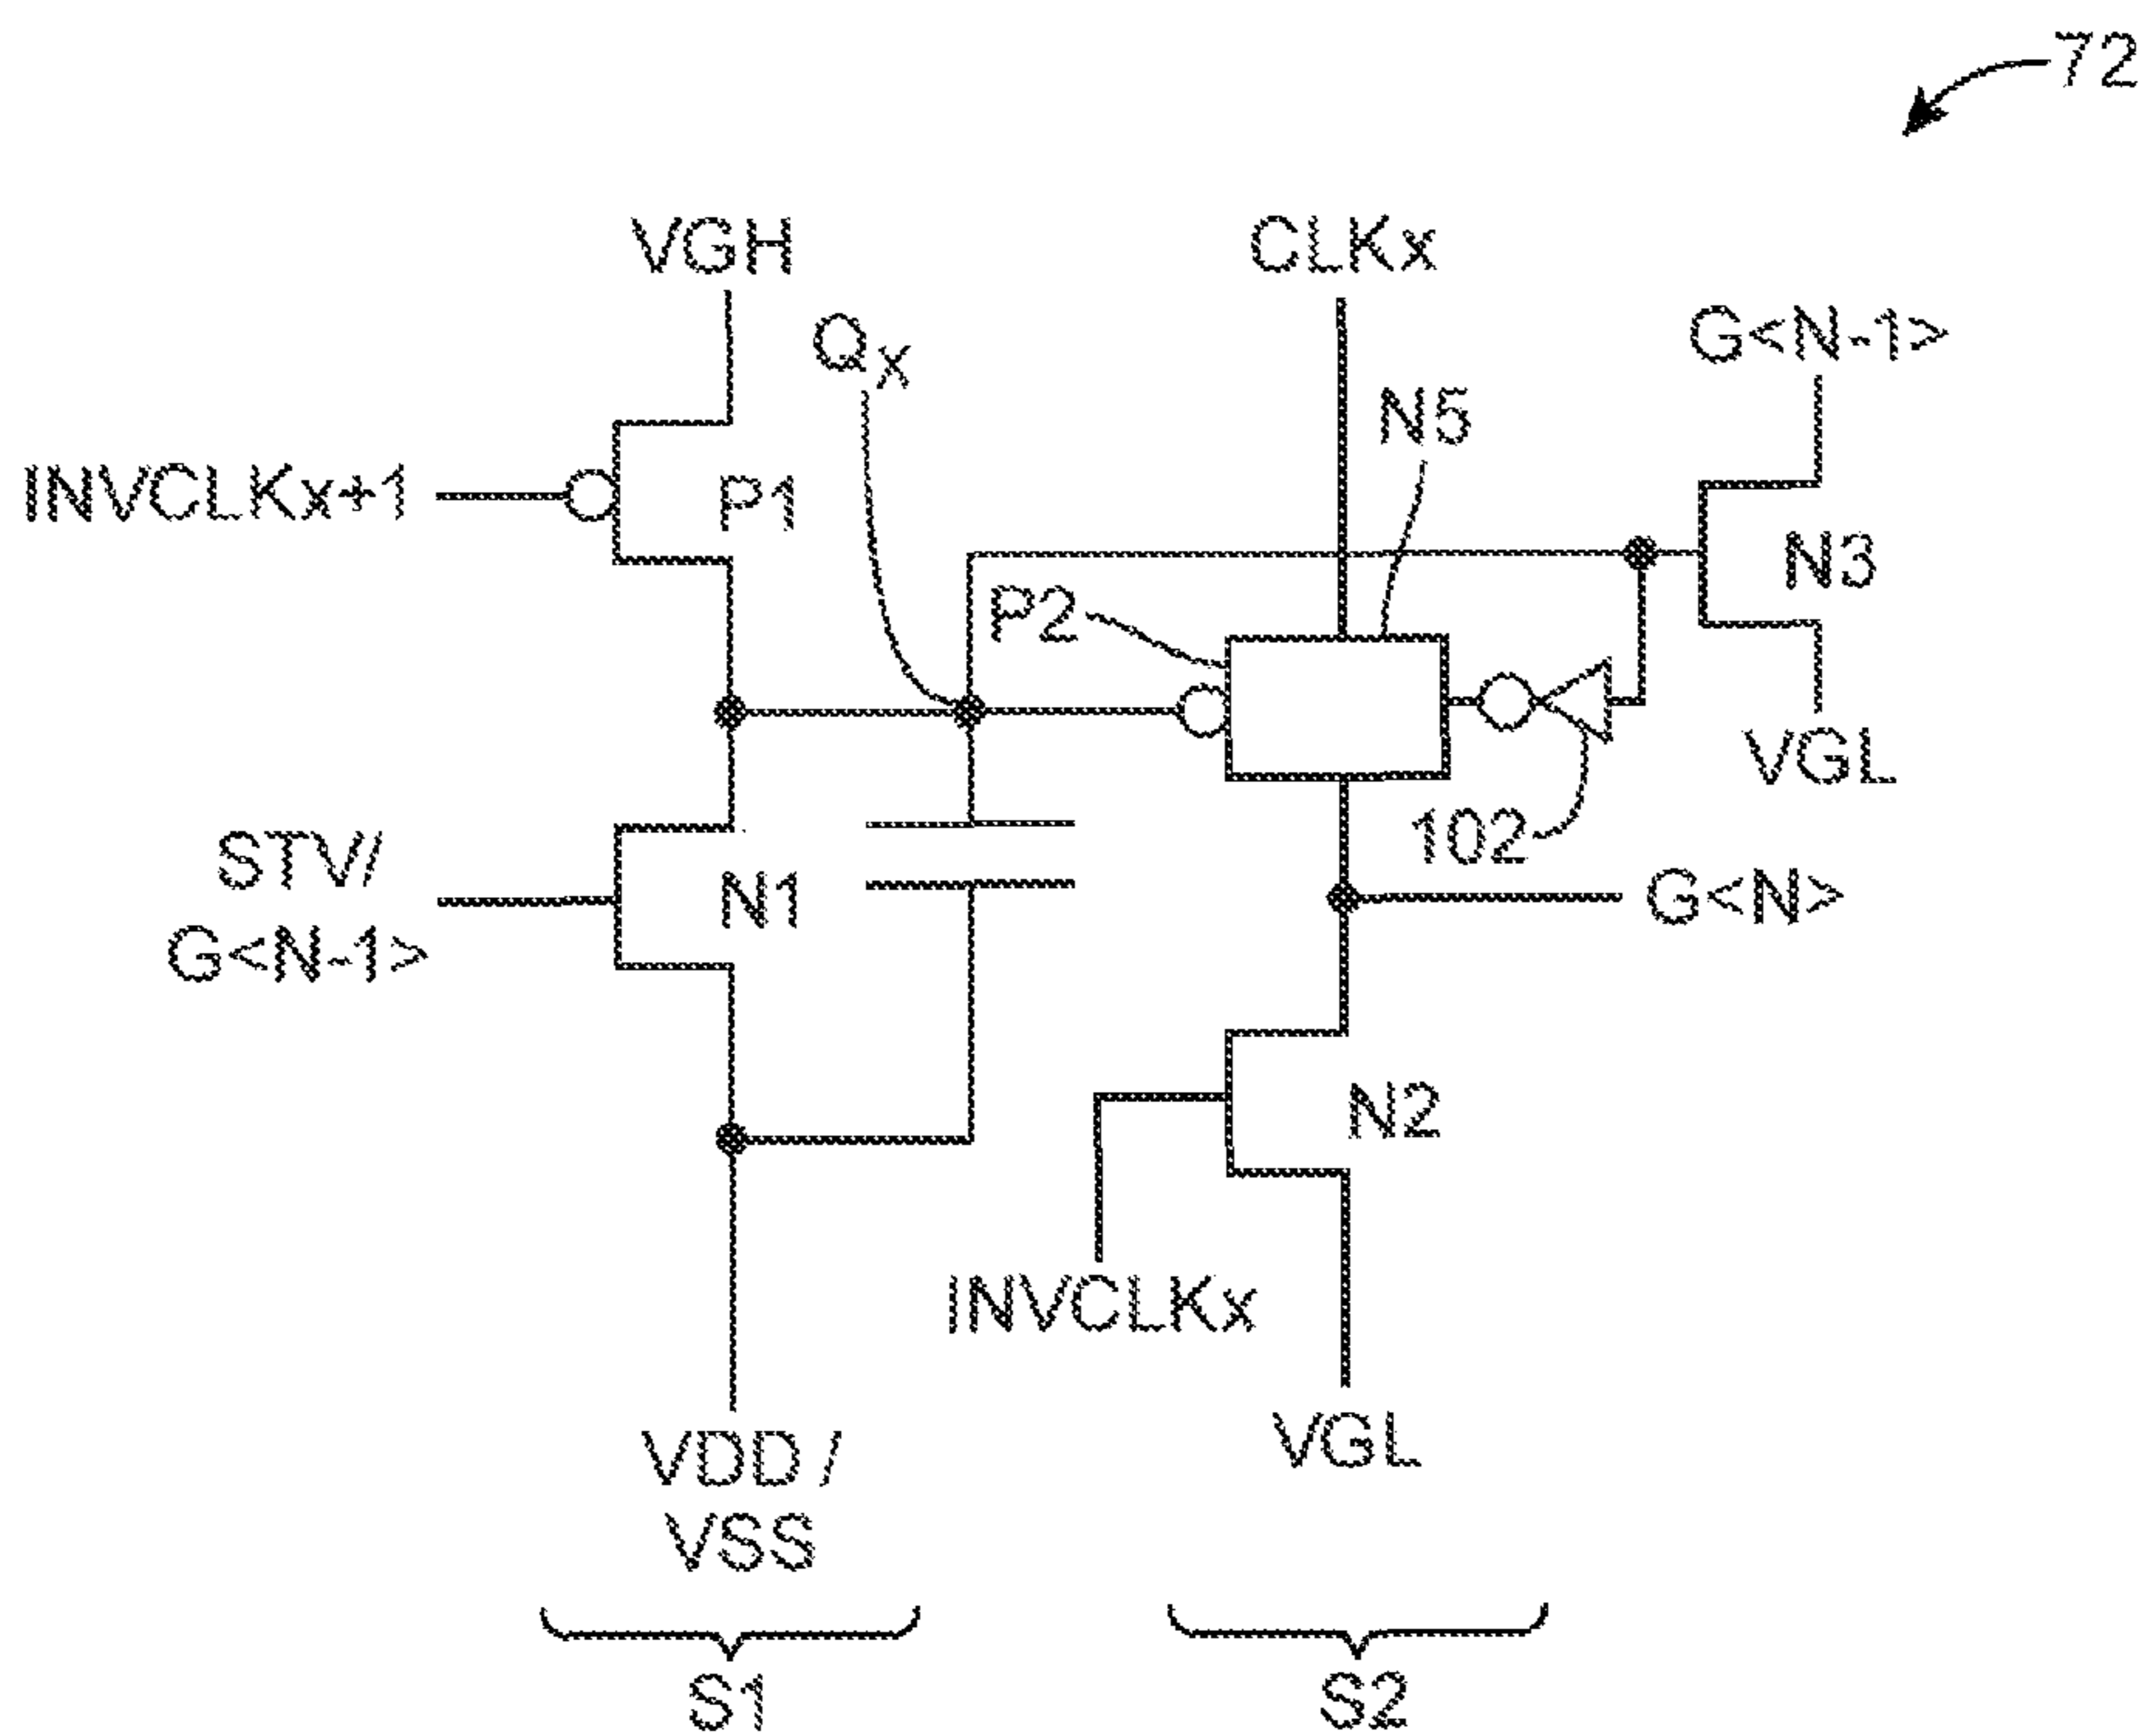 72
VGH
CLKx
G<N-1>
QX
N5
INVCLKx+1
P1
N3
P2
VGL
102
STV/
G<N-1>
N1
G<N>
N2
INVCLKx
VDD /
VSS
VGL
S1
S2